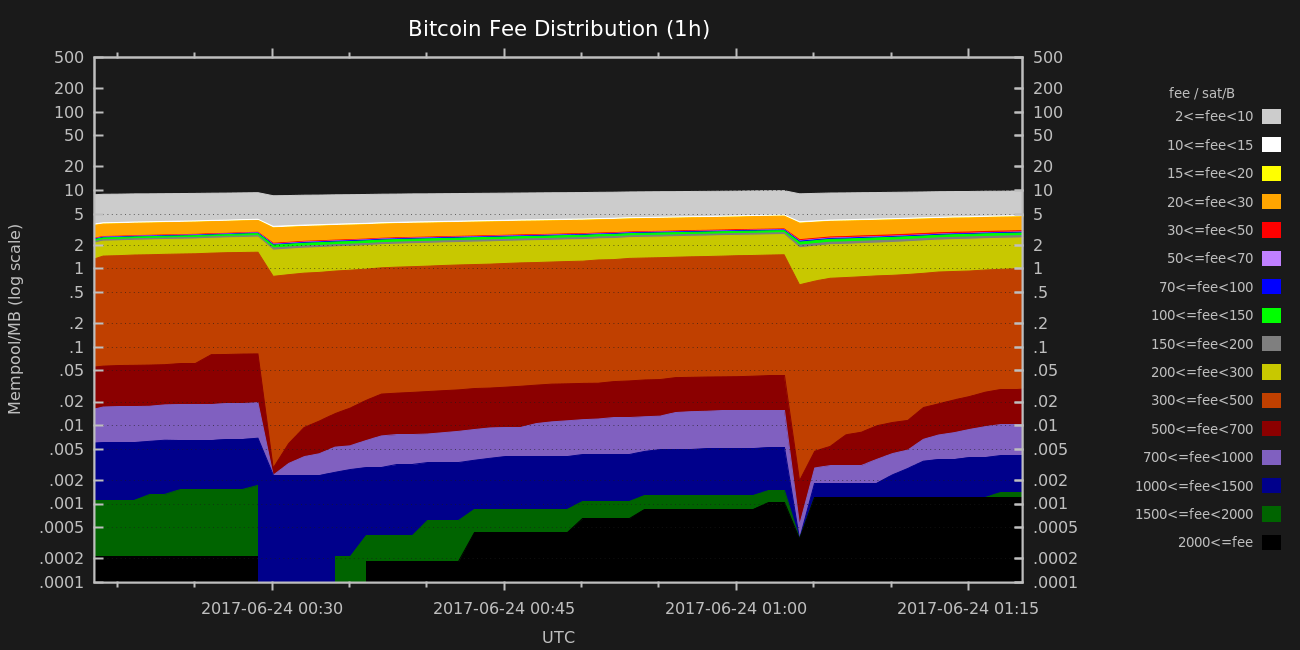 Bitcoin Fee Distribution (1h)
Mempool/MB (log scale)
500
200
100
50
20
10
5
2
1
.5
.2
.1
.05
.02
.01
.005
.002
.001
.0005
.0002
.0001
500
200
100
50
20
10
5
2
1
.5
.2
.1
.05
.02
.01
.005
.002
.001
.0005
.0002
.0001
2017-06-24 00:30
2017-06-24 00:45
2017-06-24 01:00
2017-06-24 01:15
UTC
fee / sat/B
2<=fee<10
10<=fee<15
15<=fee<20
20<=fee<30
30<=fee<50
50<=fee<70
70<=fee<100
100<=fee<150
150<=fee<200
200<=fee<300
300<=fee<500
500<=fee<700
700<=fee<1000
1000<=fee<1500
1500<=fee<2000
2000<=fee